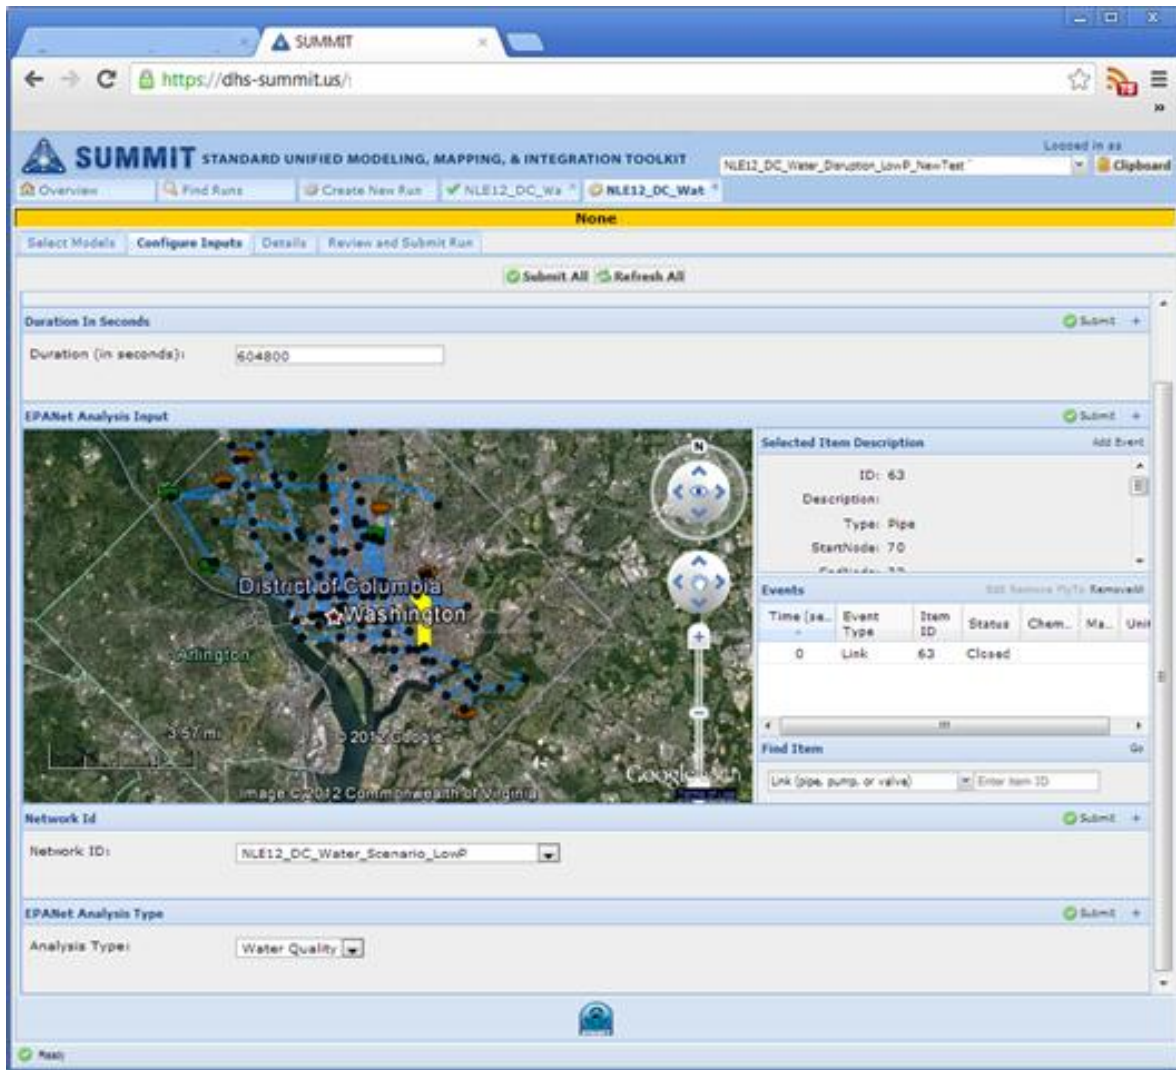 SUMMIT
https://dhs-summit.us/
SUMMIT STANDARD UNIFIED MODELING, MAPPING, & INTEGRATION TOOLKIT
Logged in as
NLE12_DC_Water_Disruption_LowP_NewTest
Clipboard
Overview Find Runs Create New Run NLE12_DC_Wa NLE12_DC_Wat
None
Select Models Configure Inputs Details Review and Submit Run
Submit All Refresh All
Duration In Seconds Submit +
Duration (in seconds): 604800
EPANet Analysis Input Submit +
Selected Item Description Add Event
ID: 63
Description:
Type: Pipe
StartNode: 70
N
District of Columbia
Washington
Arlington
3.57 mi
© 2012 Google
Image © 2012 Commonwealth of Virginia
Google
Events Edit Remove FlyTo RemoveAll
Time (se... Event Type Item ID Status Chem... Ma... Unit
0 Link 63 Closed
Find Item Go
Link (pipe, pump, or valve) Enter Item ID
Network Id Submit +
Network ID: NLE12_DC_Water_Scenario_LowP
EPANet Analysis Type Submit +
Analysis Type: Water Quality
Ready